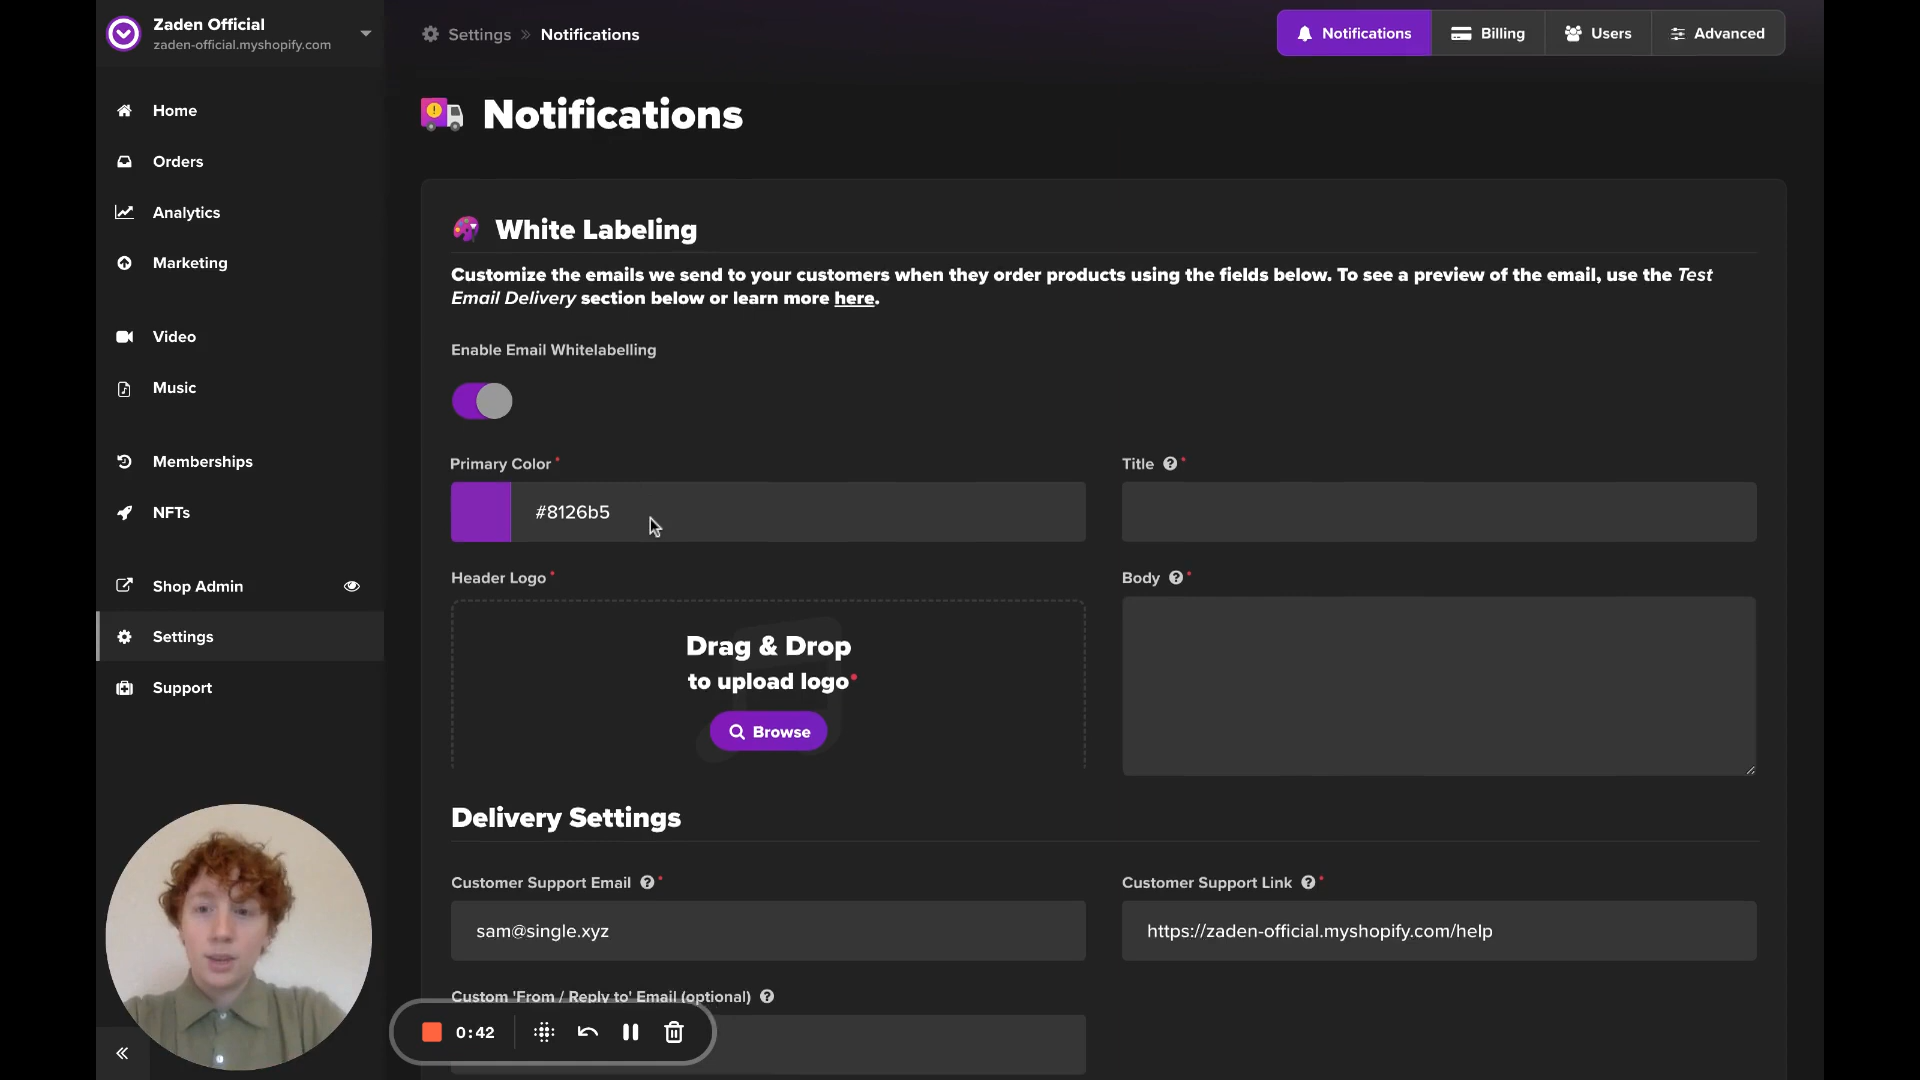 Zaden Official
zaden-official.myshopify.com
Settings » Notifications
Notifications
Billing
Users
Advanced
Home
Orders
Analytics
Marketing
Video
Music
Memberships
NFTs
Shop Admin
Settings
Support
Notifications
White Labeling
Customize the emails we send to your customers when they order products using the fields below. To see a preview of the email, use the Test
Email Delivery section below or learn more here.
Enable Email Whitelabelling
Primary Color *
#8126b5
Title *
Header Logo *
Drag & Drop
to upload logo*
Browse
Body *
Delivery Settings
Customer Support Email *
sam@single.xyz
Customer Support Link *
https://zaden-official.myshopify.com/help
Custom 'From / Reply to' Email (optional)
0:42